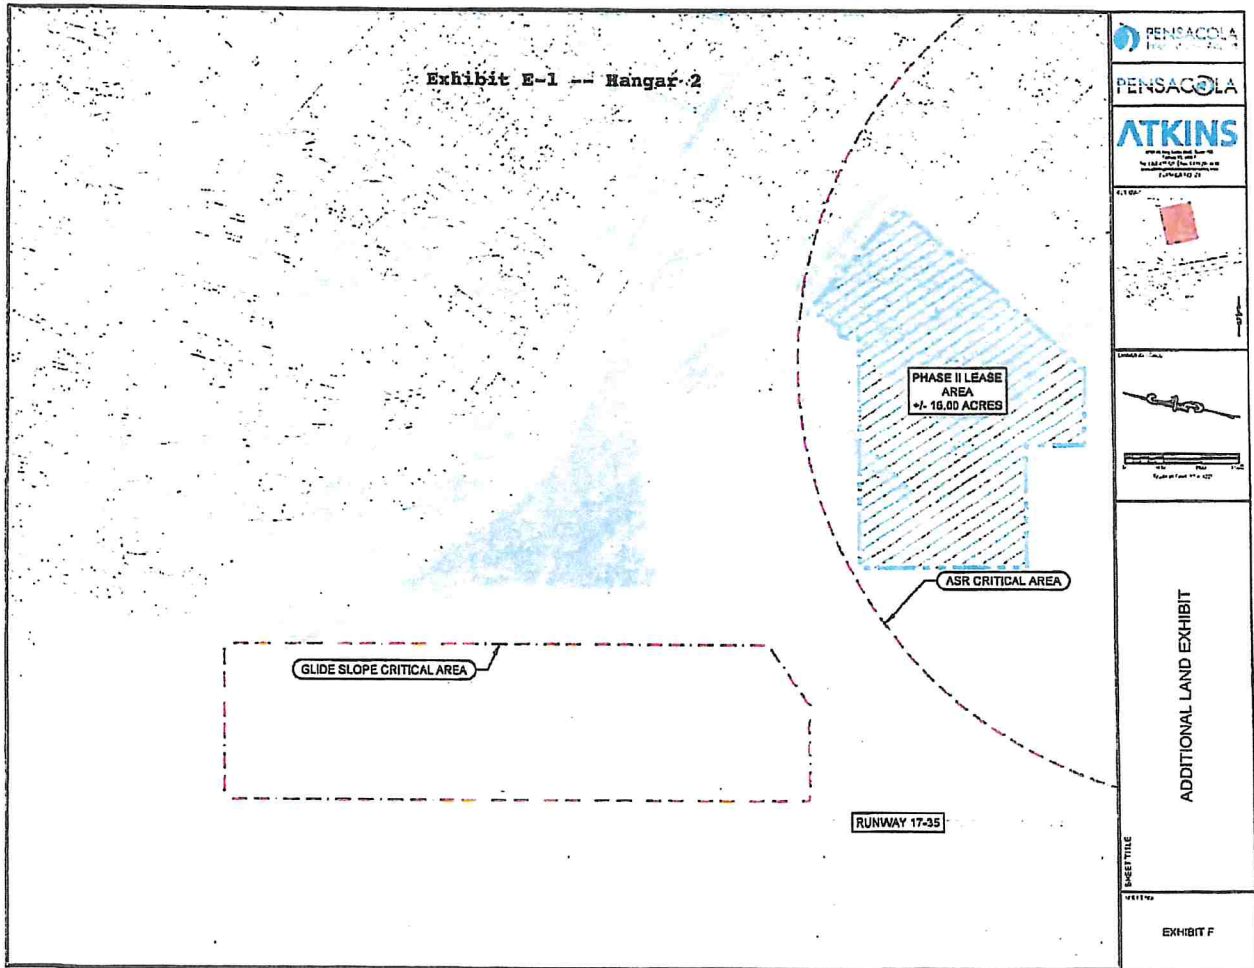 Exhibit E-1 -- Hangar 2
PENSACOLA
PENSACOLA
ATKINS
PHASE II LEASE
AREA
+/- 16.00 ACRES
ASR CRITICAL AREA
GLIDE SLOPE CRITICAL AREA
RUNWAY 17-35
ADDITIONAL LAND EXHIBIT
SHEET TITLE
EXHIBIT F